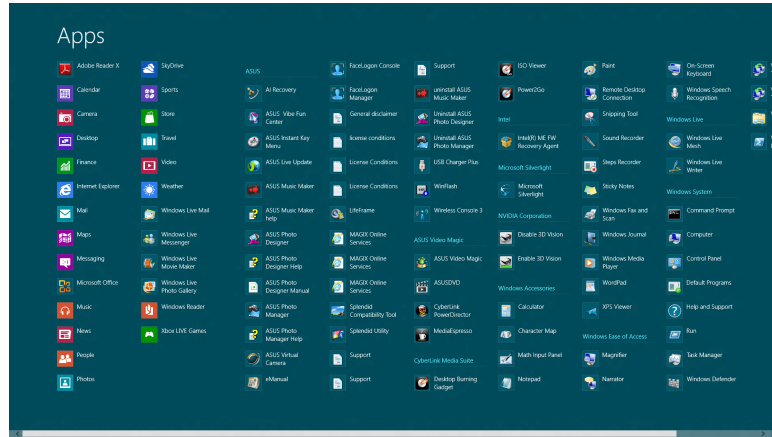 Apps
Adobe Reader X
Calendar
Camera
Desktop
Finance
Internet Explorer
Mail
Maps
Messaging
Microsoft Office
Music
News
People
Photos
SkyDrive
Sports
Store
Travel
Video
Weather
Windows Live Mail
Windows Live
Messenger
Windows Live
Movie Maker
Windows Live
Photo Gallery
Windows Reader
Xbox LIVE Games
ASUS
AI Recovery
ASUS Vibe Fun
Center
ASUS Instant Key
Menu
ASUS Live Update
ASUS Music Maker
ASUS Music Maker
help
ASUS Photo
Designer
ASUS Photo
Designer Help
ASUS Photo
Designer Manual
ASUS Photo
Manager
ASUS Photo
Manager Help
ASUS Virtual
Camera
eManual
FaceLogon Console
FaceLogon
Manager
General disclaimer
license conditions
License Conditions
License Conditions
LifeFrame
MAGIX Online
Services
MAGIX Online
Services
MAGIX Online
Services
Splendid
Compatibility Tool
Splendid Utility
Support
Support
Support
uninstall ASUS
Music Maker
Uninstall ASUS
Photo Designer
Uninstall ASUS
Photo Manager
USB Charger Plus
WinFlash
Wireless Console 3
ASUS Video Magic
ASUS Video Magic
ASUSDVD
CyberLink
PowerDirector
MediaEspresso
CyberLink Media Suite
Desktop Burning
Gadget
ISO Viewer
Power2Go
Intel
Intel(R) ME FW
Recovery Agent
Microsoft Silverlight
Microsoft
Silverlight
NVIDIA Corporation
Disable 3D Vision
Enable 3D Vision
Windows Accessories
Calculator
Character Map
Math Input Panel
Notepad
Paint
Remote Desktop
Connection
Snipping Tool
Sound Recorder
Steps Recorder
Sticky Notes
Windows Fax and
Scan
Windows Journal
Windows Media
Player
WordPad
XPS Viewer
Windows Ease of Access
Magnifier
Narrator
On-Screen
Keyboard
Windows Speech
Recognition
Windows Live
Windows Live
Mesh
Windows Live
Writer
Windows System
Command Prompt
Computer
Control Panel
Default Programs
Help and Support
Run
Task Manager
Windows Defender